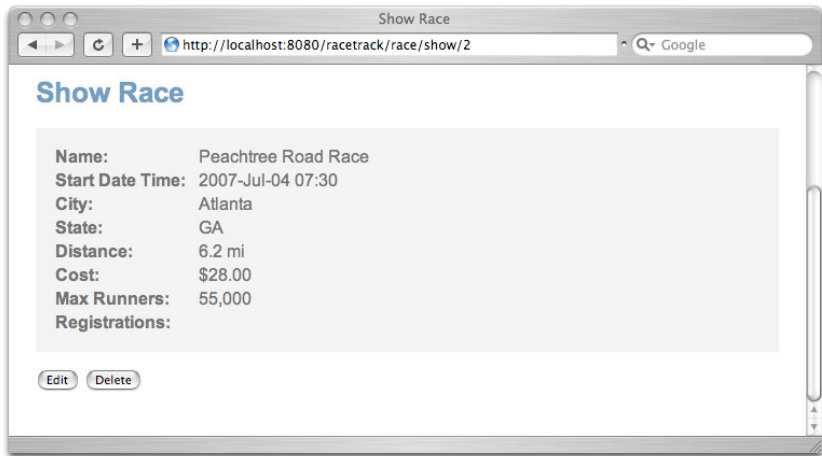 Show Race
http://localhost:8080/racetrack/race/show/2
Google
Show Race
Name: Peachtree Road Race
Start Date Time: 2007-Jul-04 07:30
City: Atlanta
State: GA
Distance: 6.2 mi
Cost: $28.00
Max Runners: 55,000
Registrations:
Edit Delete